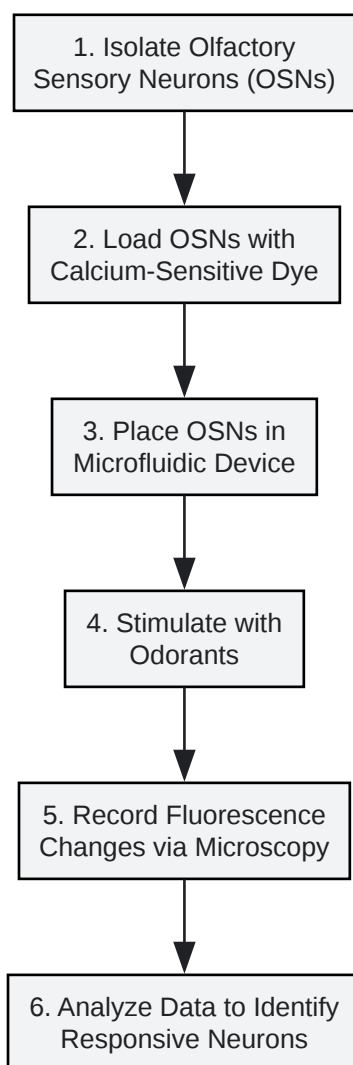 1. Isolate Olfactory
Sensory Neurons (OSNs)
2. Load OSNs with
Calcium-Sensitive Dye
3. Place OSNs in
Microfluidic Device
4. Stimulate with
Odorants
5. Record Fluorescence
Changes via Microscopy
6. Analyze Data to Identify
Responsive Neurons